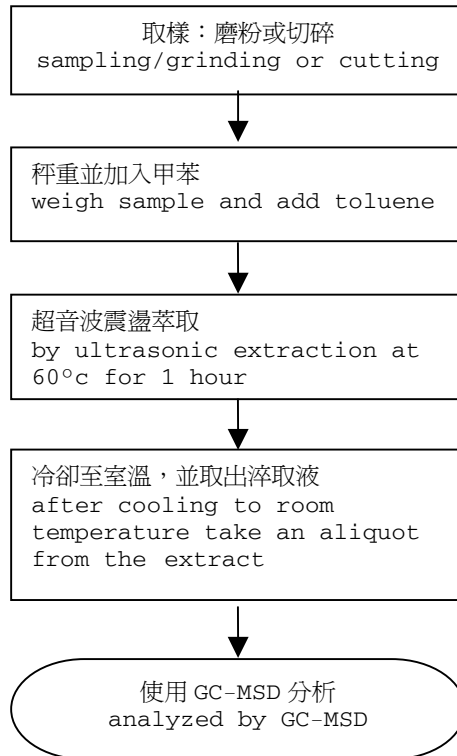 取樣：磨粉或切碎
sampling/grinding or cutting
秤重並加入甲苯
weigh sample and add toluene
超音波震盪萃取
by ultrasonic extraction at
60°c for 1 hour
冷卻至室溫，並取出淬取液
after cooling to room
temperature take an aliquot
from the extract
使用 GC-MSD 分析
analyzed by GC-MSD